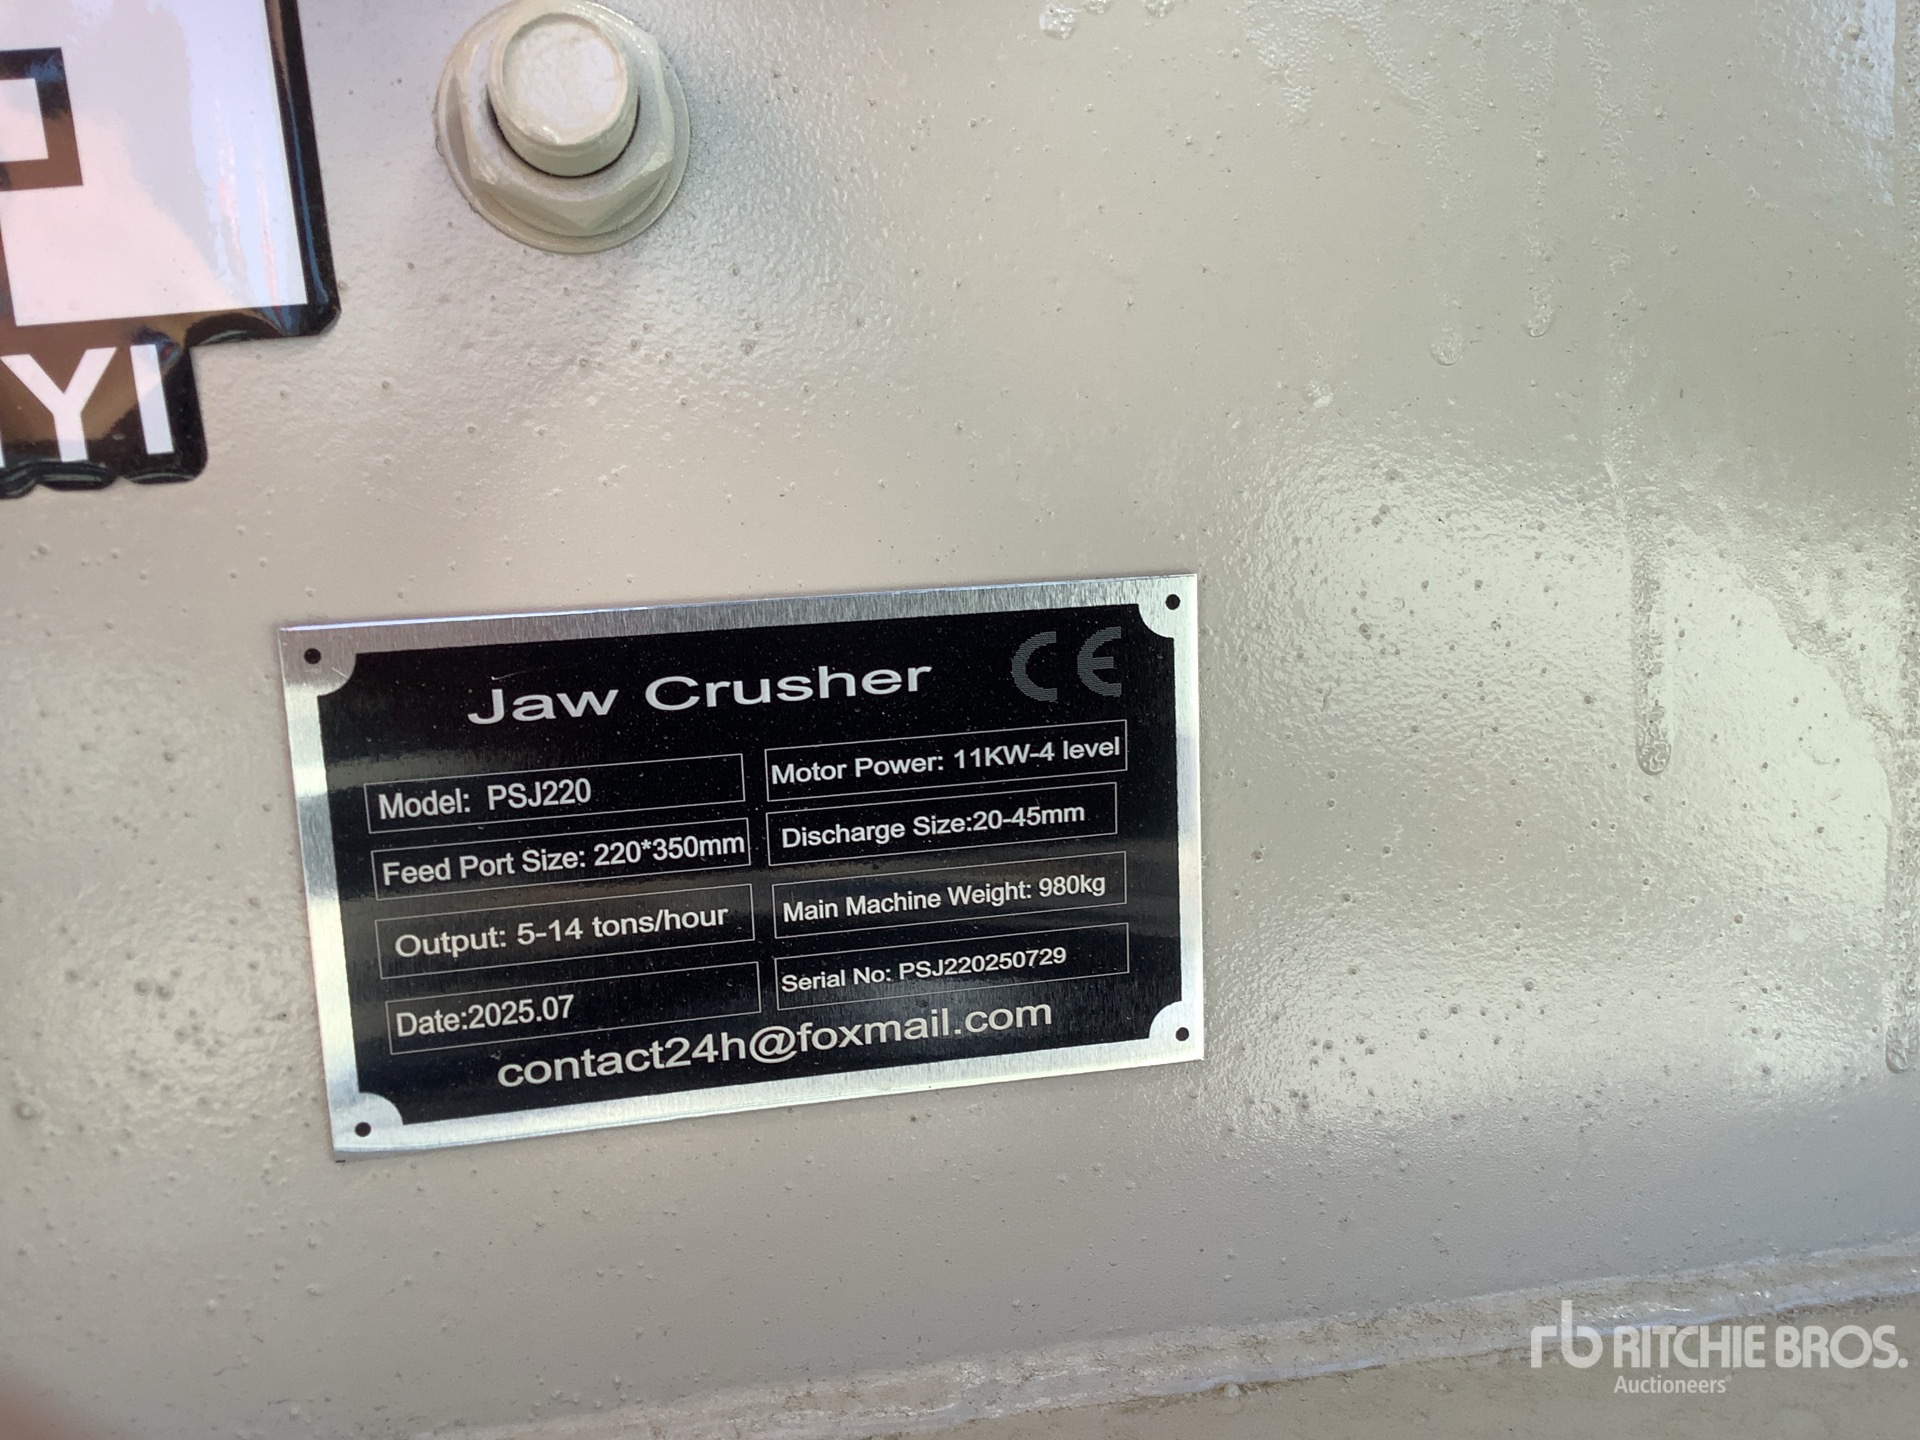 YI
Jaw Crusher
CE
Model: PSJ220
Motor Power: 11KW-4 level
Feed Port Size: 220*350mm
Discharge Size:20-45mm
Output: 5-14 tons/hour
Main Machine Weight: 980kg
Date:2025.07
Serial No: PSJ220250729
contact24h@foxmail.com
rb RITCHIE BROS.
Auctioneers